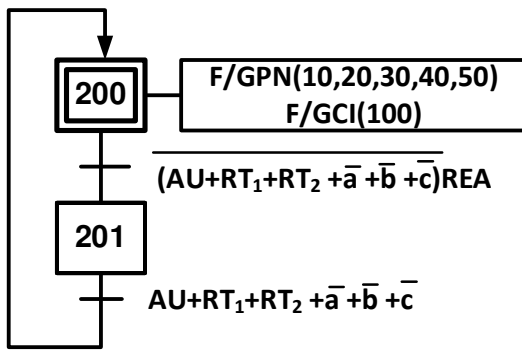 200
F/GPN(10,20,30,40,50)
F/GCI(100)
(AU+RT₁+RT₂ +a̅ +b̅ +c̅)REA
201
AU+RT₁+RT₂ +a̅ +b̅ +c̅